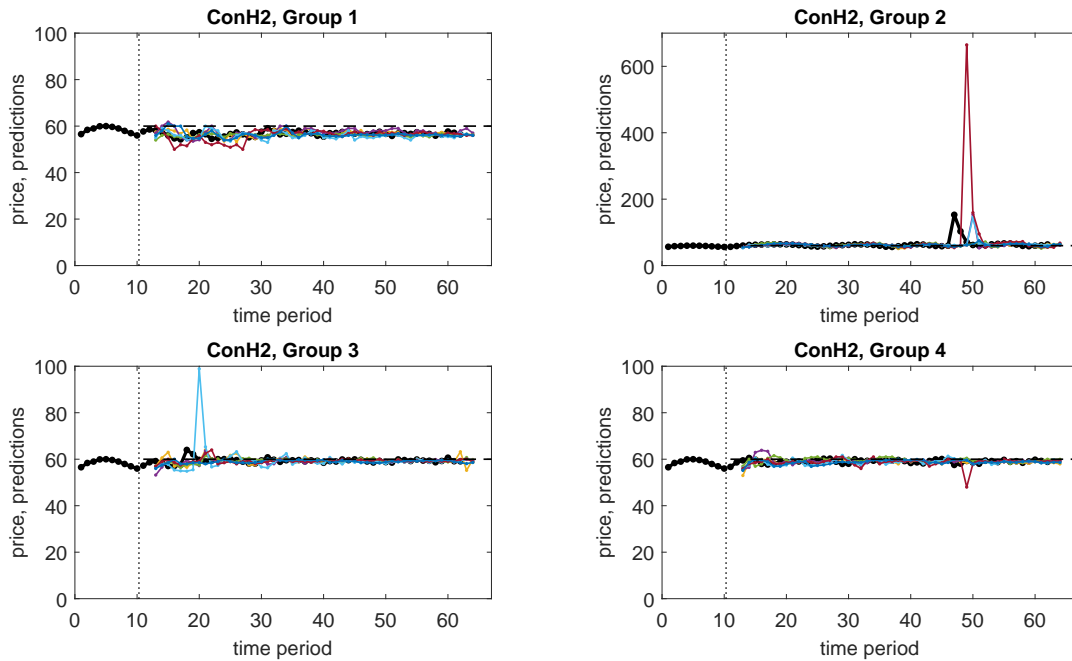 ConH2, Group 1
100
80
60
40
20
0
price, predictions
0 10 20 30 40 50 60
time period
ConH2, Group 2
600
400
200
0
price, predictions
0 10 20 30 40 50 60
time period
ConH2, Group 3
100
80
60
40
20
0
price, predictions
0 10 20 30 40 50 60
time period
ConH2, Group 4
100
80
60
40
20
0
price, predictions
0 10 20 30 40 50 60
time period